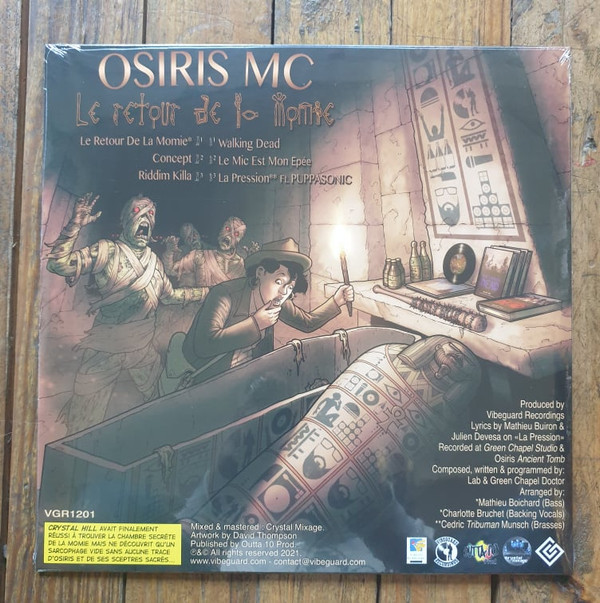 OSIRIS MC
Le retour de la Momie
Le Retour De La Momie* Walking Dead
Concept Le Mic Est Mon Epée
Riddim Killa La Pression** Ft. PUPPASONIC
Produced by
Vibeguard Recordings
Lyrics by Mathieu Buiron &
Julien Devesa on «La Pression»
Recorded at Green Chapel Studio &
Osiris Ancient Tomb
Composed, written & programmed by:
Lab & Green Chapel Doctor
Arranged by:
*Mathieu Boichard (Bass)
*Charlotte Bruchet (Backing Vocals)
**Cedric Tribuman Munsch (Brasses)
VGR1201
CRYSTAL HILL AVAIT FINALEMENT
RÉUSSI À TROUVER LA CHAMBRE SECRÈTE
DE LA MOMIE MAIS NE DÉCOUVRIT QU'UN
SARCOPHAGE VIDE SANS AUCUNE TRACE
D'OSIRIS ET DE SES SCEPTRES SACRÉS...
Mixed & mastered : Crystal Mixage.
Artwork by David Thompson
Published by Outta 10 Prod
℗&© All rights reserved 2021.
www.vibeguard.com - contact@vibeguard.com